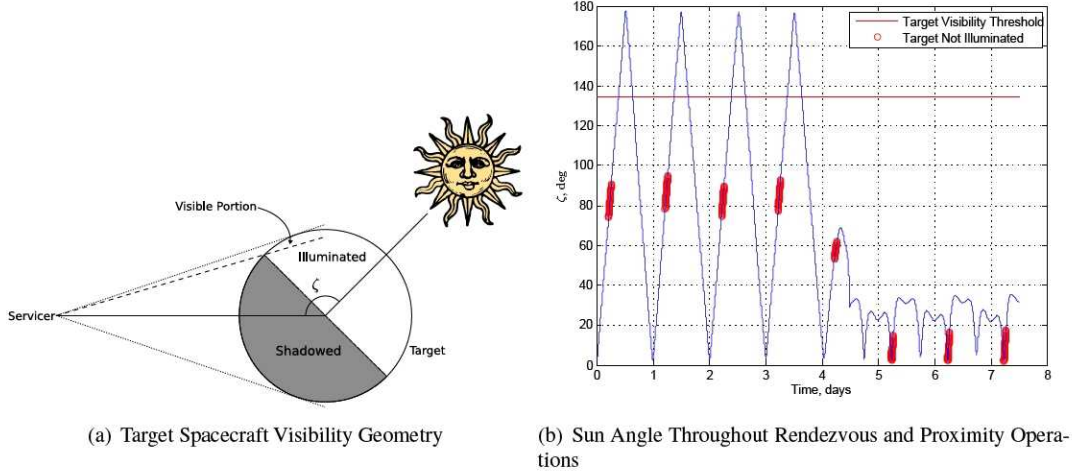 Visible Portion
Illuminated
ζ
Servicer
Shadowed
Target
(a) Target Spacecraft Visibility Geometry
180
160
140
120
100
80
60
40
20
0
ζ, deg
Target Visibility Threshold
Target Not Illuminated
0 1 2 3 4 5 6 7 8
Time, days
(b) Sun Angle Throughout Rendezvous and Proximity Opera-
tions